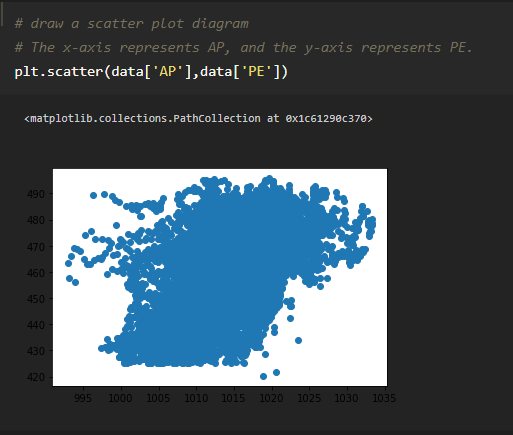 # draw a scatter plot diagram
# The x-axis represents AP, and the y-axis represents PE.
plt.scatter(data['AP'],data['PE'])
<matplotlib.collections.PathCollection at 0x1c61290c370>
490
480
470
460
450
440
430
420
995 1000 1005 1010 1015 1020 1025 1030 1035